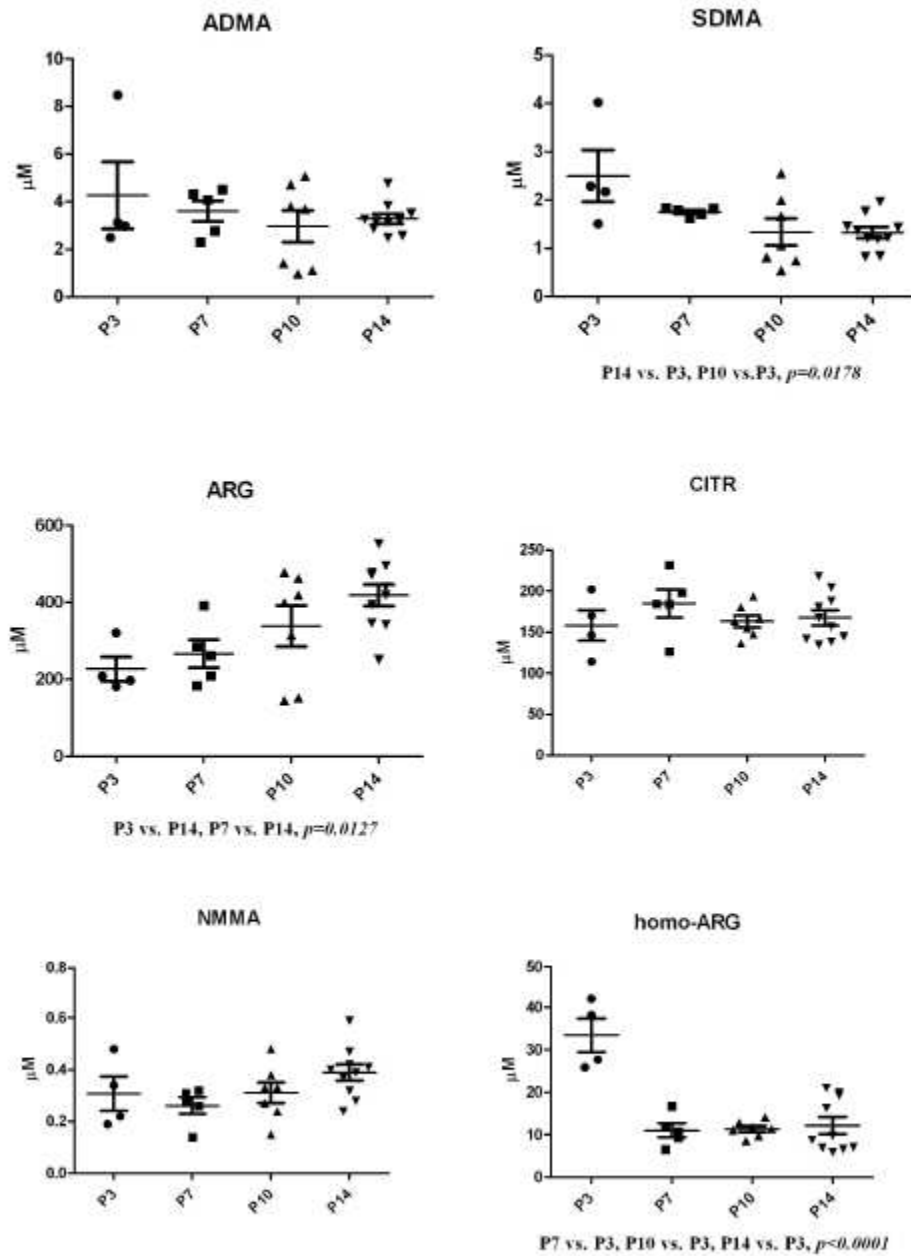 ADMA
10
8
6
4
2
0
µM
P3
P7
P10
P14
SDMA
5
4
3
2
1
0
µM
P3
P7
P10
P14
P14 vs. P3, P10 vs.P3, p=0.0178
ARG
600
400
200
0
µM
P3
P7
P10
P14
P3 vs. P14, P7 vs. P14, p=0.0127
CITR
250
200
150
100
50
0
µM
P3
P7
P10
P14
NMMA
0.8
0.6
0.4
0.2
0.0
µM
P3
P7
P10
P14
homo-ARG
50
40
30
20
10
0
µM
P3
P7
P10
P14
P7 vs. P3, P10 vs. P3, P14 vs. P3, p<0.0001